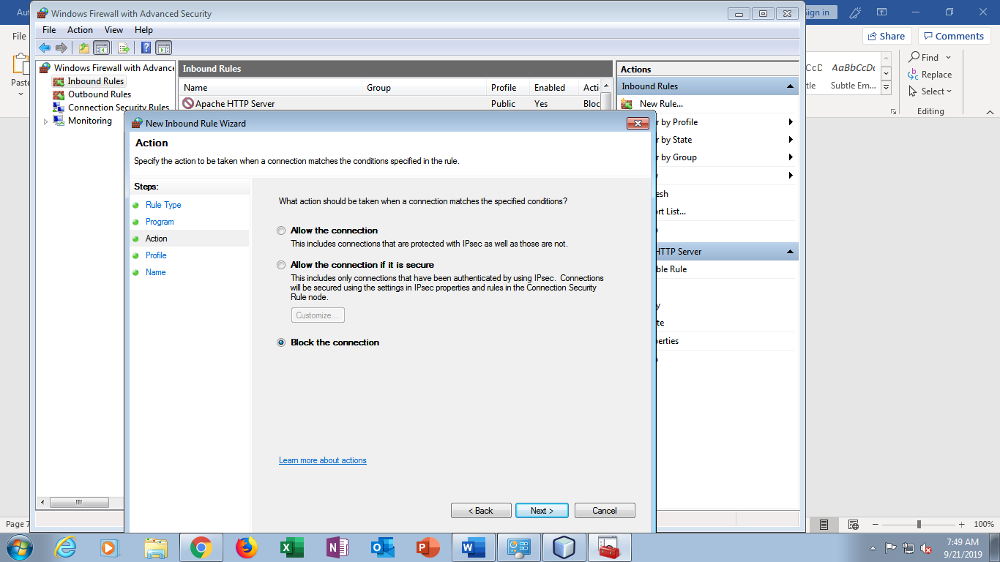 Windows Firewall with Advanced Security
File Action View Help
Windows Firewall with Advance
Inbound Rules
Outbound Rules
Connection Security Rules
Monitoring
Inbound Rules
Name Group Profile Enabled Acti
Apache HTTP Server Public Yes Bloc
Actions
Inbound Rules
New Rule...
r by Profile
r by State
r by Group
esh
rt List...
HTTP Server
ble Rule
y
te
perties
New Inbound Rule Wizard
Action
Specify the action to be taken when a connection matches the conditions specified in the rule.
Steps:
Rule Type
Program
Action
Profile
Name
What action should be taken when a connection matches the specified conditions?
Allow the connection
This includes connections that are protected with IPsec as well as those are not.
Allow the connection if it is secure
This includes only connections that have been authenticated by using IPsec. Connections
will be secured using the settings in IPsec properties and rules in the Connection Security
Rule node.
Customize...
Block the connection
Learn more about actions
< Back Next > Cancel
Aut
File
Paste
Sign in
Share Comments
CcD AaBbCcDc
tle Subtle Em...
Find
Replace
Select
Editing
Page 7
100%
7:49 AM
9/21/2019